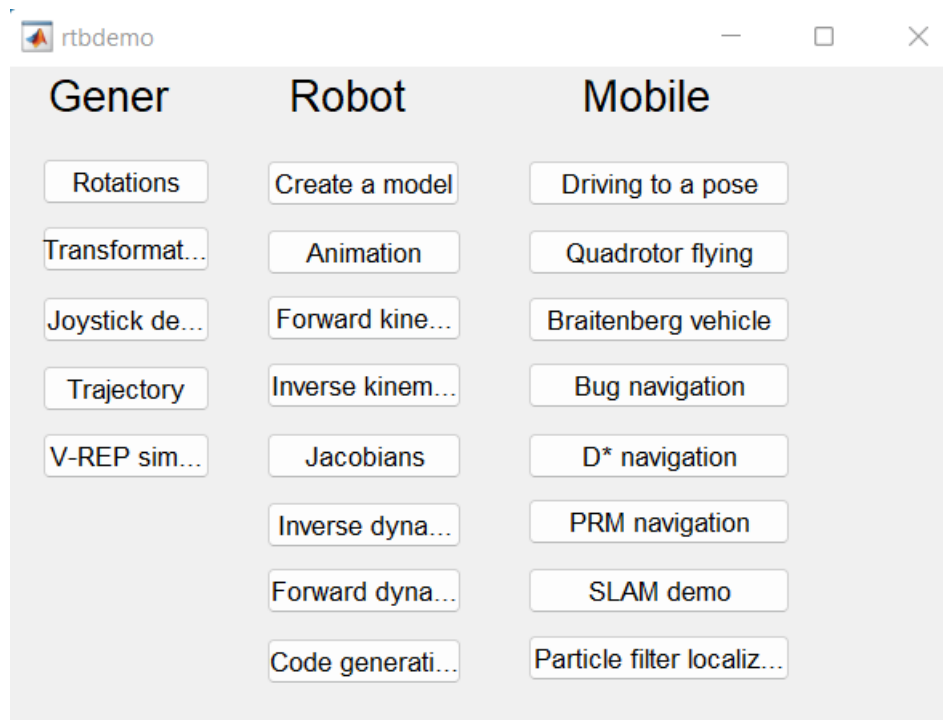 rtbdemo
Gener
Robot
Mobile
Rotations
Create a model
Driving to a pose
Transformat...
Animation
Quadrotor flying
Joystick de...
Forward kine...
Braitenberg vehicle
Trajectory
Inverse kinem...
Bug navigation
V-REP sim...
Jacobians
D* navigation
Inverse dyna...
PRM navigation
Forward dyna...
SLAM demo
Code generati...
Particle filter localiz...